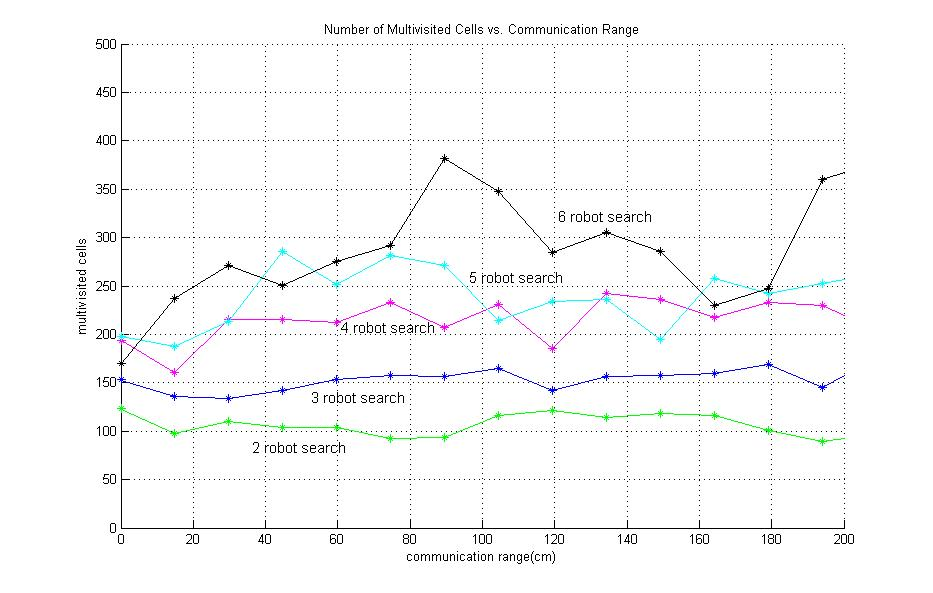 Number of Multivisited Cells vs. Communication Range
500
450
400
350
300
250
200
150
100
50
0
multivisited cells
6 robot search
5 robot search
4 robot search
3 robot search
2 robot search
0 20 40 60 80 100 120 140 160 180 200
communication range(cm)